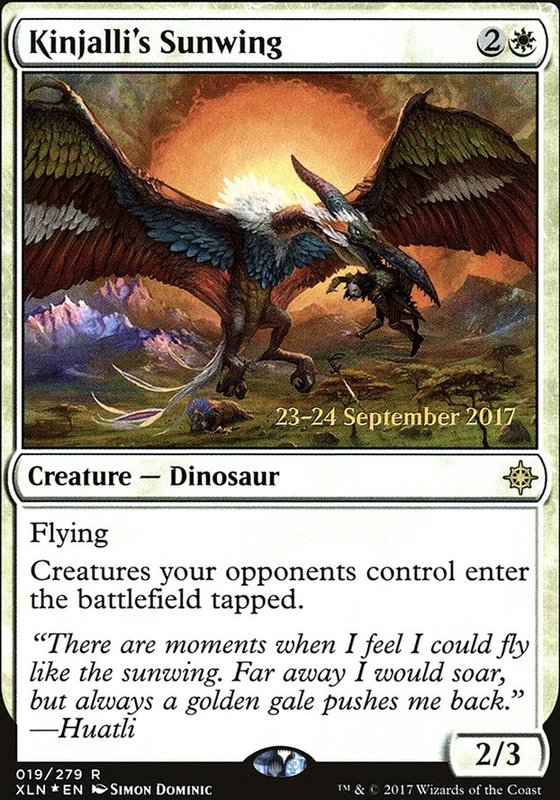 Kinjalli's Sunwing 2
23–24 September 2017
Creature — Dinosaur
Flying
Creatures your opponents control enter
the battlefield tapped.
“There are moments when I feel I could fly
like the sunwing. Far away I would soar,
but always a golden gale pushes me back.”
—Huatli
2/3
019/279 R
XLN ★ EN Simon Dominic
™ & © 2017 Wizards of the Coast